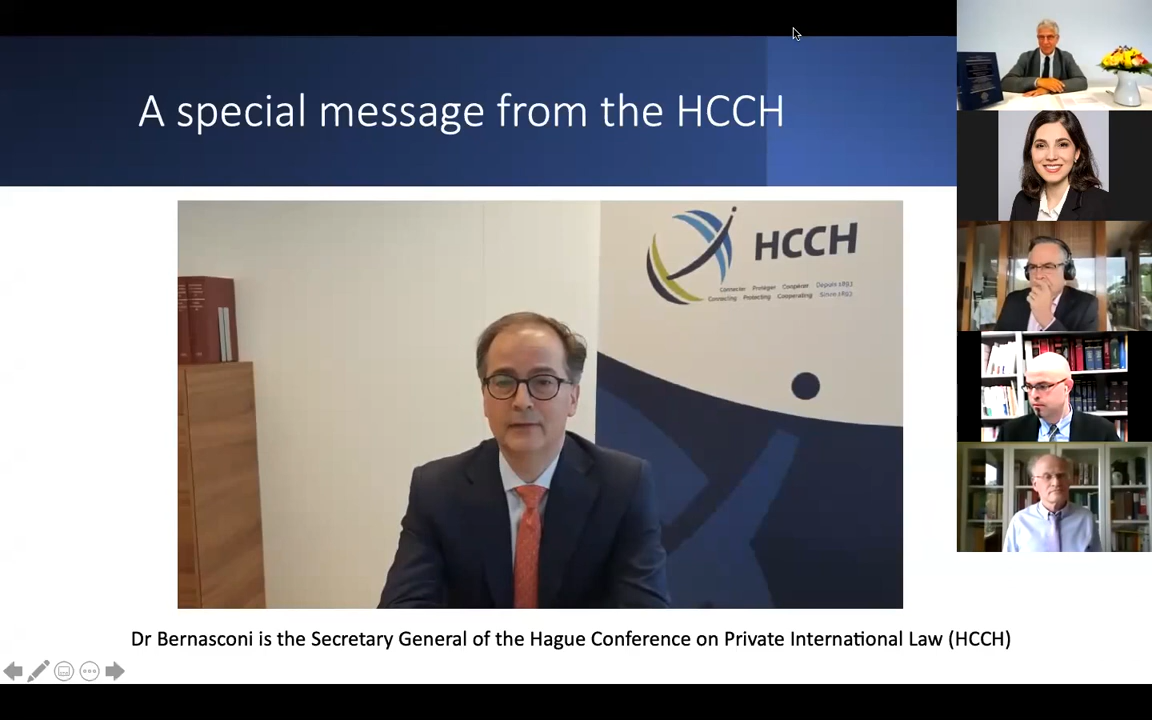 A special message from the HCCH
HCCH
Connecter Protéger Coopérer Depuis 1893
Connecting Protecting Cooperating Since 1893
Dr Bernasconi is the Secretary General of the Hague Conference on Private International Law (HCCH)